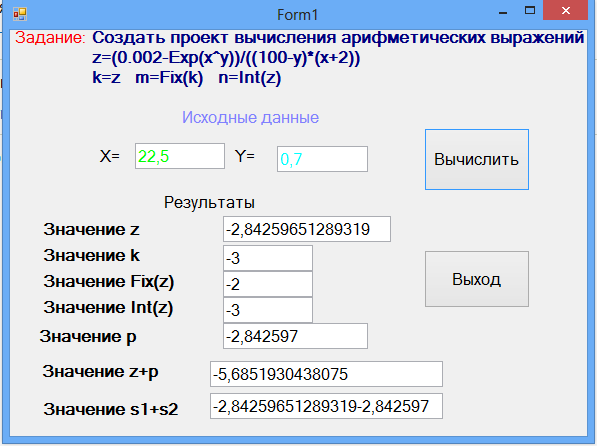 Form1
Задание: Создать проект вычисления арифметических выражений
z=(0.002-Exp(x^y))/((100-y)*(x+2))
k=z m=Fix(k) n=Int(z)
Исходные данные
X= 22,5 Y= 0,7
Вычислить
Результаты
Значение z -2,84259651289319
Значение k -3
Значение Fix(z) -2
Выход
Значение Int(z) -3
Значение p -2,842597
Значение z+p -5,6851930438075
Значение s1+s2 -2,84259651289319-2,842597